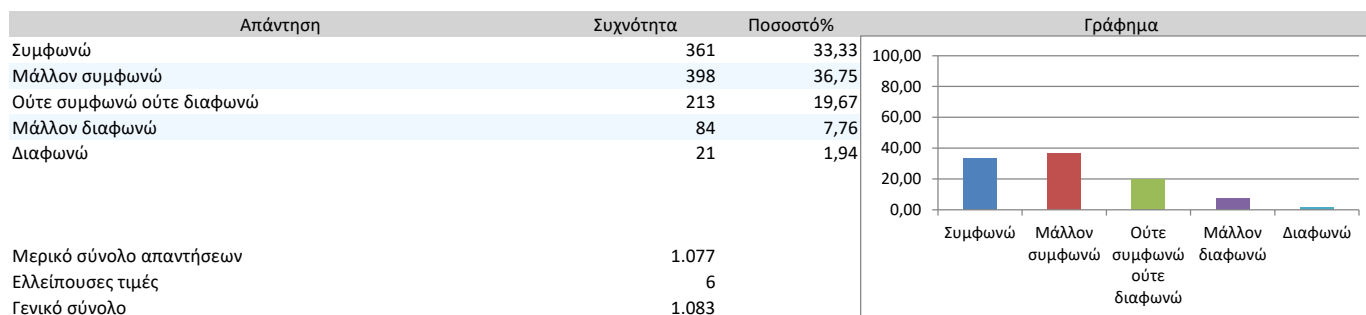 Απάντηση Συχνότητα Ποσοστό% Γράφημα
Συμφωνώ 361 33,33
Μάλλον συμφωνώ 398 36,75
Ούτε συμφωνώ ούτε διαφωνώ 213 19,67
Μάλλον διαφωνώ 84 7,76
Διαφωνώ 21 1,94
Μερικό σύνολο απαντήσεων 1.077
Ελλείπουσες τιμές 6
Γενικό σύνολο 1.083
100,00
80,00
60,00
40,00
20,00
0,00
Συμφωνώ Μάλλον Ούτε Μάλλον Διαφωνώ
συμφωνώ συμφωνώ διαφωνώ
ούτε
διαφωνώ